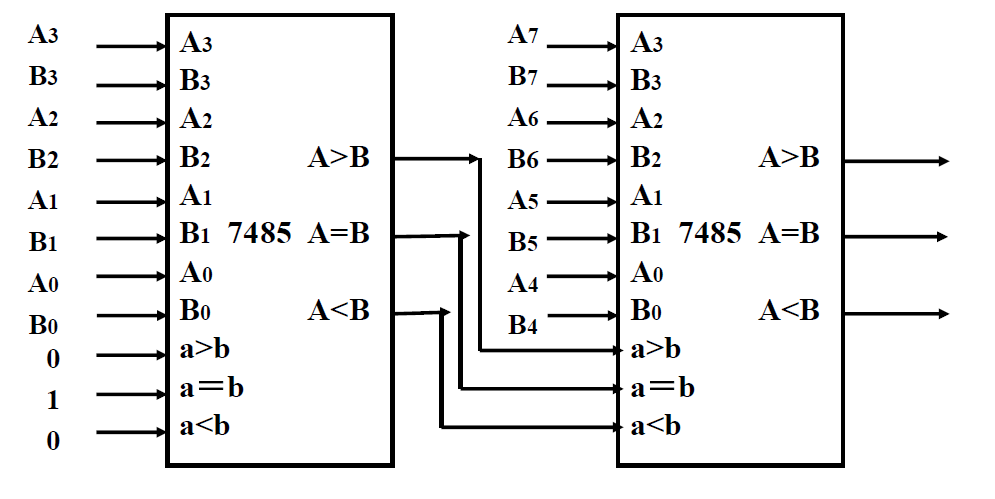 A3 A3 A7 A3
B3 B3 B7 B3
A2 A2 A6 A2
B2 B2 A>B B6 B2 A>B
A1 A1 A5 A1
B1 B1 7485 A=B B5 B1 7485 A=B
A0 A0 A4 A0
B0 B0 A<B B4 B0 A<B
0 a>b a>b
1 a=b a=b
0 a<b a<b